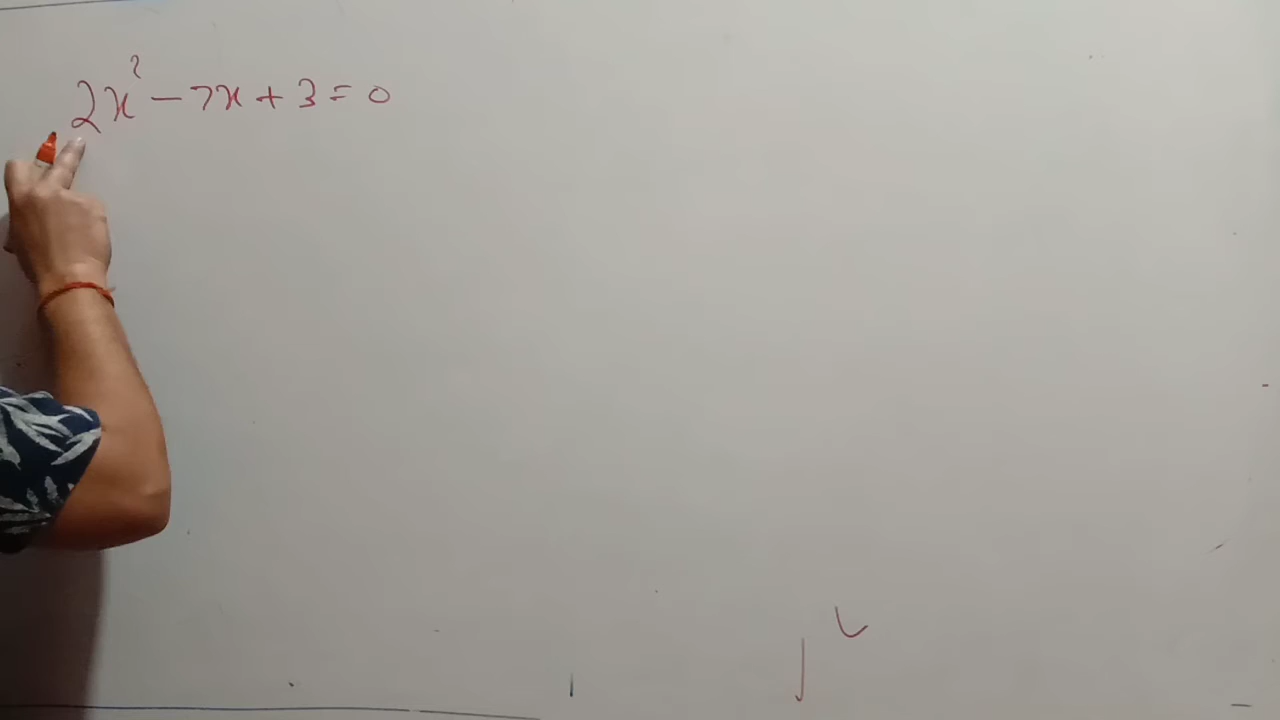 2x² - 7x + 3 = 0